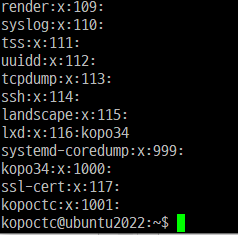 render:x:109:
syslog:x:110:
tss:x:111:
uuidd:x:112:
tcpdump:x:113:
ssh:x:114:
landscape:x:115:
lxd:x:116:kopo34
systemd-coredump:x:999:
kopo34:x:1000:
ssl-cert:x:117:
kopoctc:x:1001:
kopoctc@ubuntu2022:~$